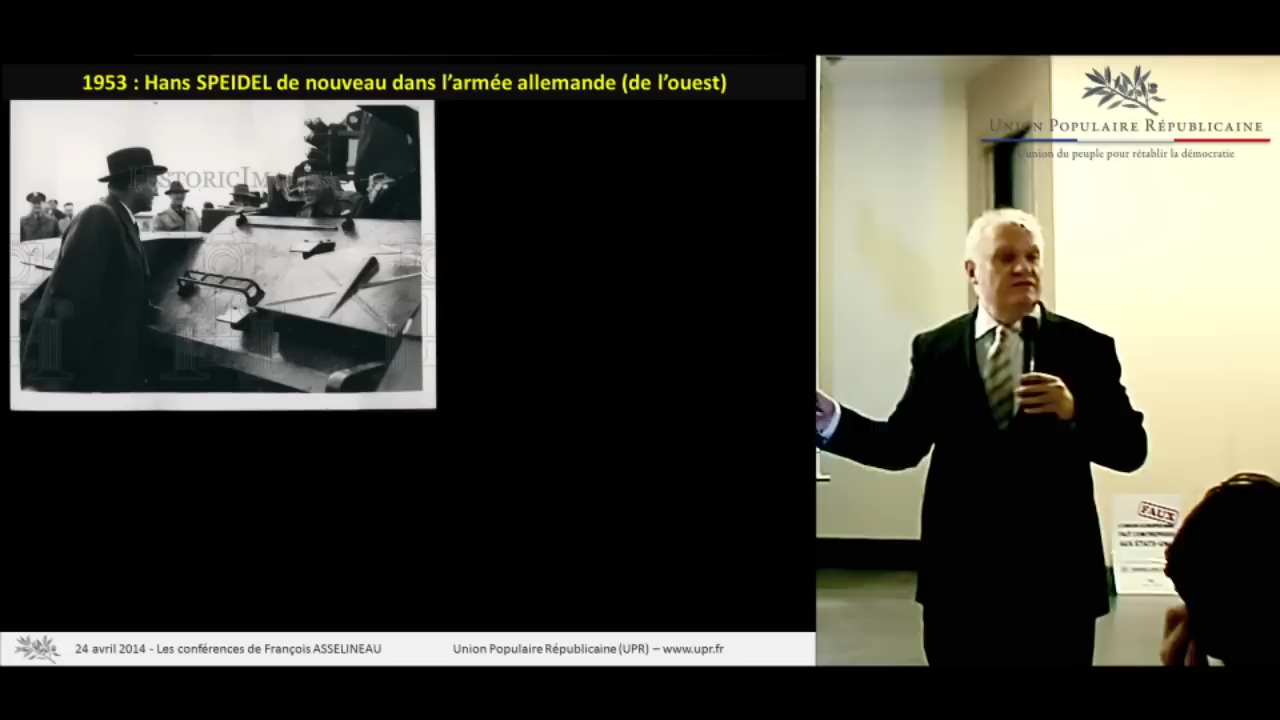 1953 : Hans SPEIDEL de nouveau dans l'armée allemande (de l'ouest)
UNION POPULAIRE RÉPUBLICAINE
L'union du peuple pour rétablir la démocratie
FAUX
24 avril 2014 - Les conférences de François ASSELINEAU
Union Populaire Républicaine (UPR) – www.upr.fr